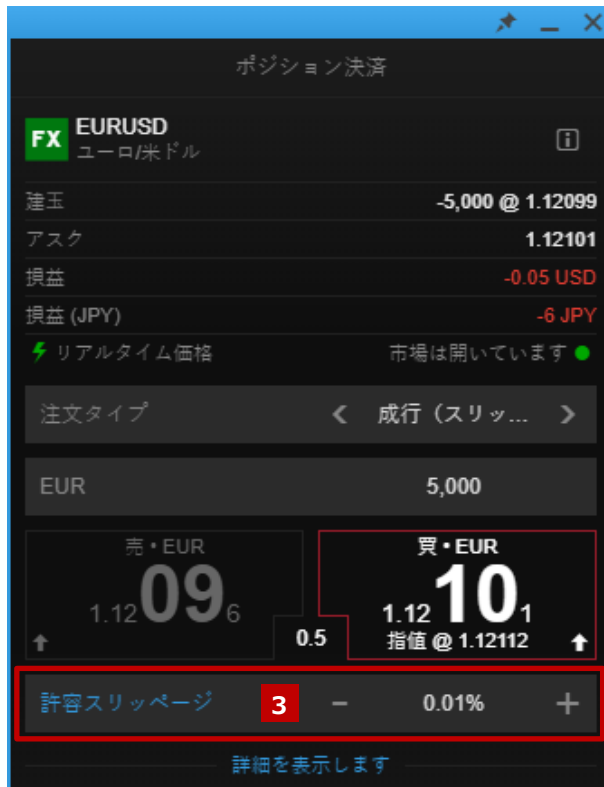 ポジション決済
FX EURUSD
ユーロ/米ドル
建玉 -5,000 @ 1.12099
アスク 1.12101
損益 -0.05 USD
損益 (JPY) -6 JPY
リアルタイム価格 市場は開いています
注文タイプ 成行（スリッ...
EUR 5,000
売・EUR 買・EUR
1.12 09 6 1.12 10 1
0.5 指値 @ 1.12112
許容スリッページ 3 − 0.01% +
詳細を表示します